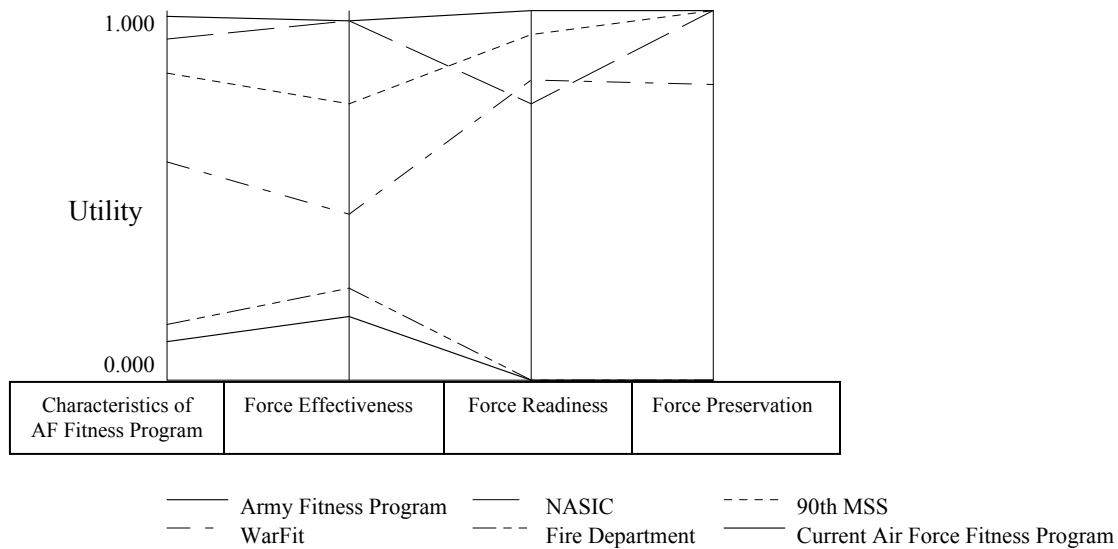 1.000
Utility
0.000
Characteristics of
AF Fitness Program
Force Effectiveness
Force Readiness
Force Preservation
Army Fitness Program
NASIC
90th MSS
WarFit
Fire Department
Current Air Force Fitness Program